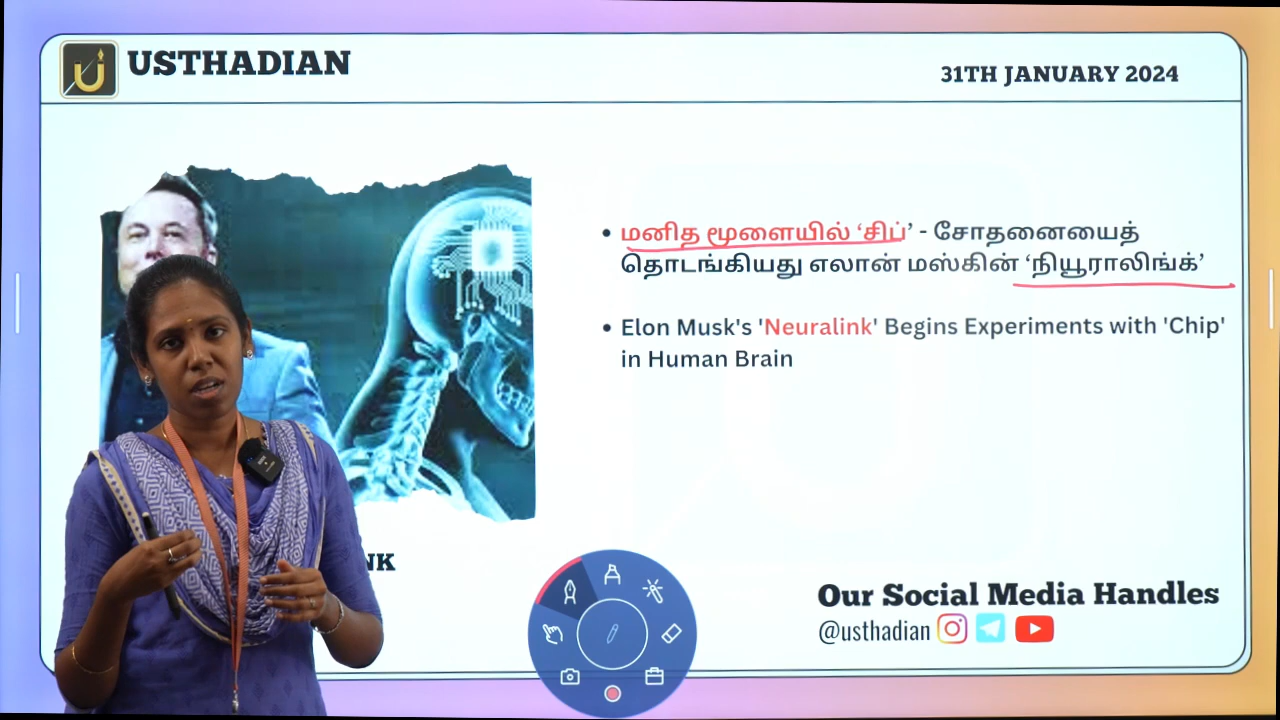 USTHADIAN
31TH JANUARY 2024
• மனித மூளையில் ‘சிப்’ - சோதனையைத்
தொடங்கியது எலான் மஸ்கின் ‘நியூராலிங்க்’
• Elon Musk's 'Neuralink' Begins Experiments with 'Chip'
in Human Brain
NK
Our Social Media Handles
@usthadian